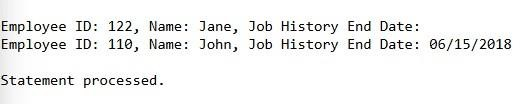 Employee ID: 122, Name: Jane, Job History End Date:
Employee ID: 110, Name: John, Job History End Date: 06/15/2018
Statement processed.